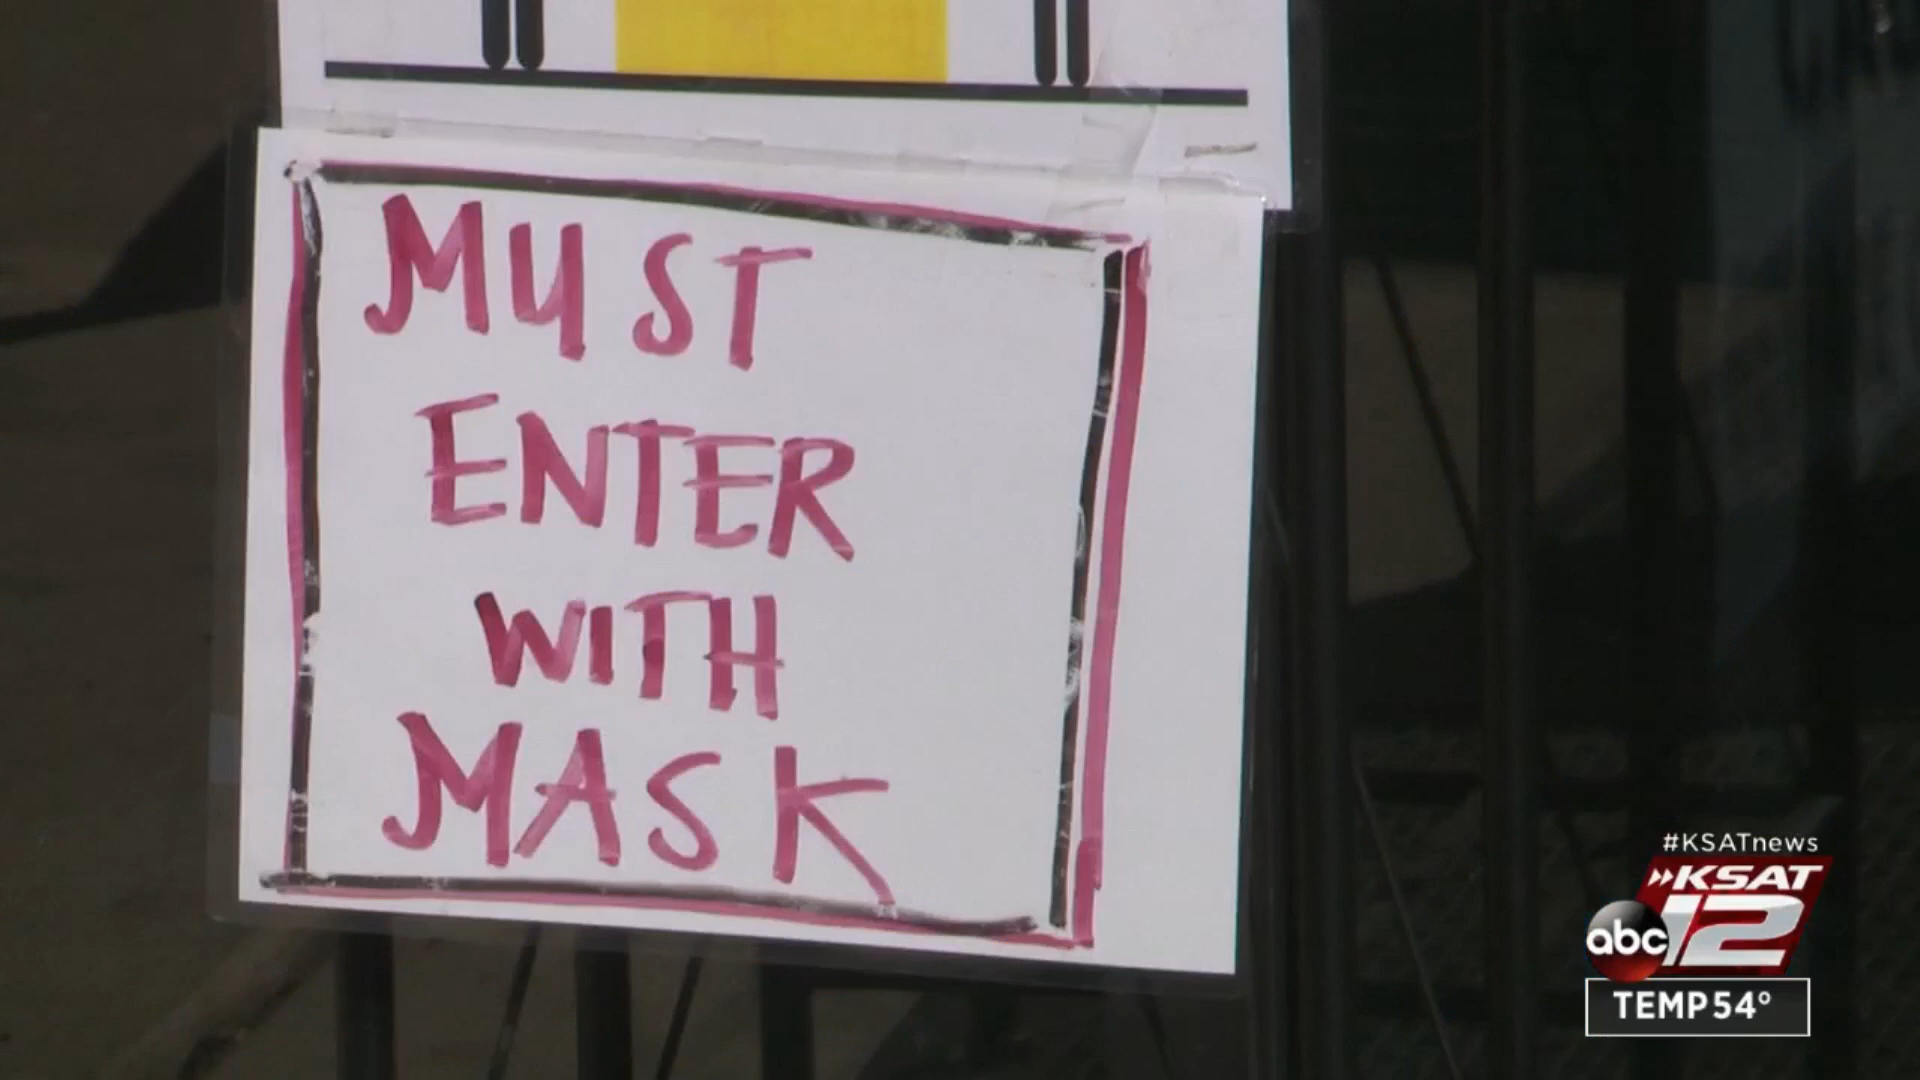 MUST
ENTER
WITH
MASK
#KSATnews
KSAT
abc 12
TEMP 54°